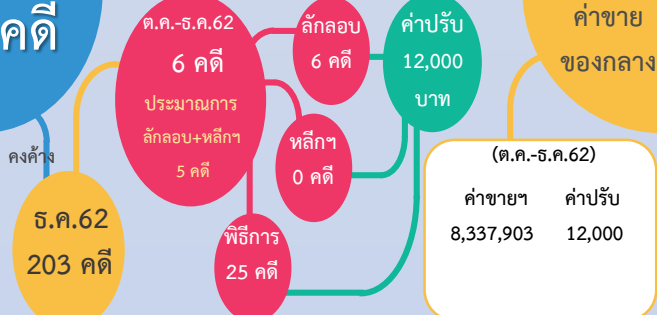 คดี
คงค้าง
ธ.ค.62
203 คดี
ต.ค.-ธ.ค.62
6 คดี
ประมาณการ
ลักลอบ+หลีกฯ
5 คดี
ลักลอบ
6 คดี
หลีกฯ
0 คดี
พิธีการ
25 คดี
ค่าปรับ
12,000
บาท
ค่าขาย
ของกลาง
(ต.ค.-ธ.ค.62)
ค่าขายฯ ค่าปรับ
8,337,903 12,000